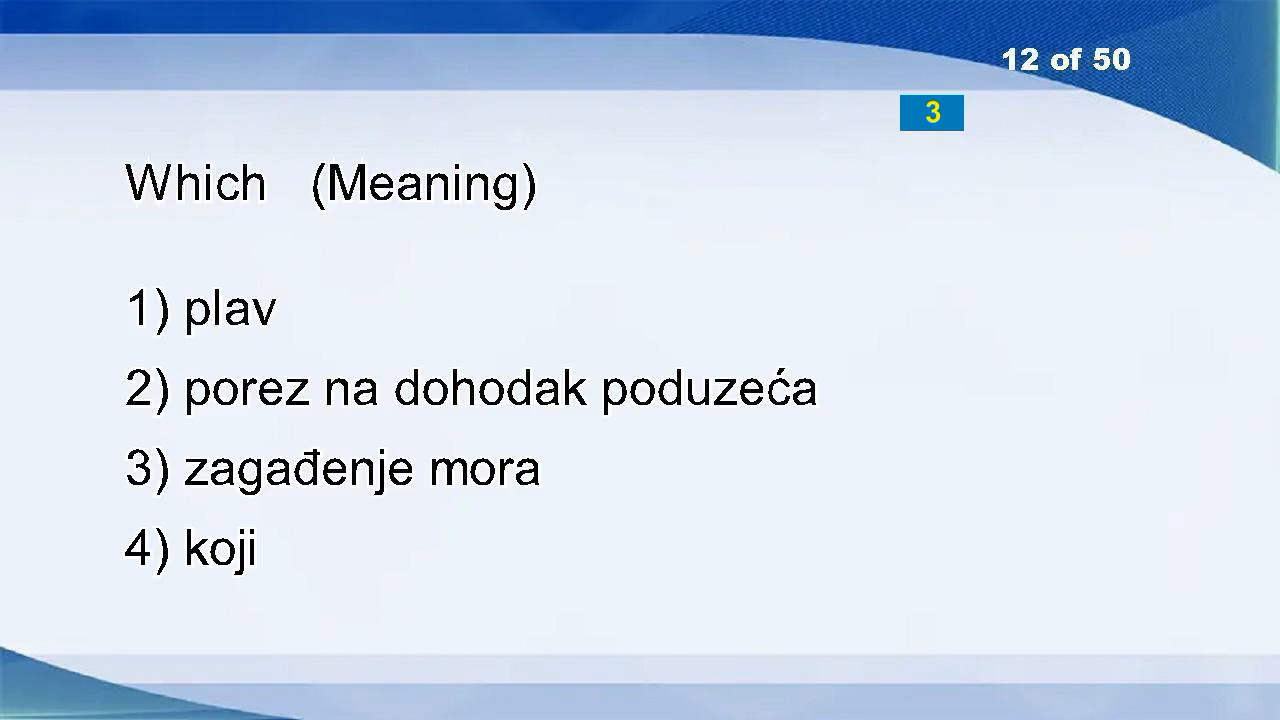 12 of 50
3
Which (Meaning)
1) plav
2) porez na dohodak poduzeća
3) zagađenje mora
4) koji